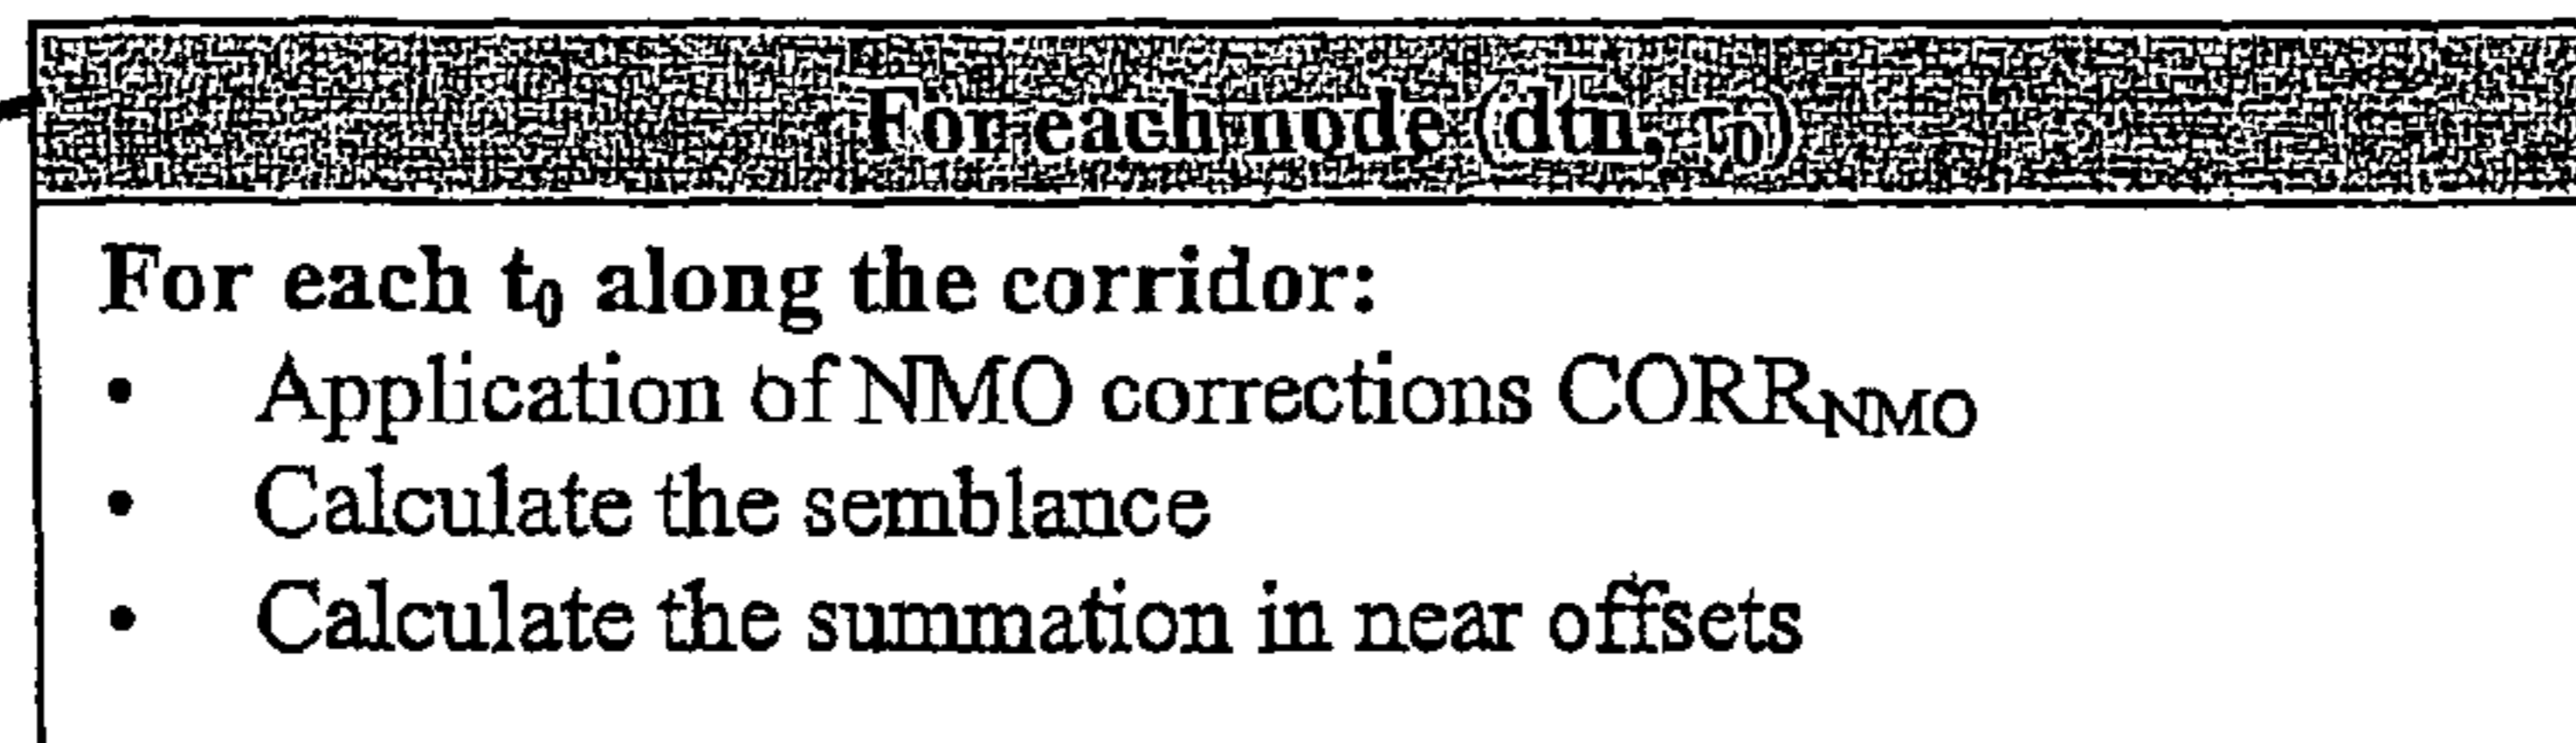 For each node (dtn, τ₀)
For each t₀ along the corridor:
• Application of NMO corrections CORR_NMO
• Calculate the semblance
• Calculate the summation in near offsets